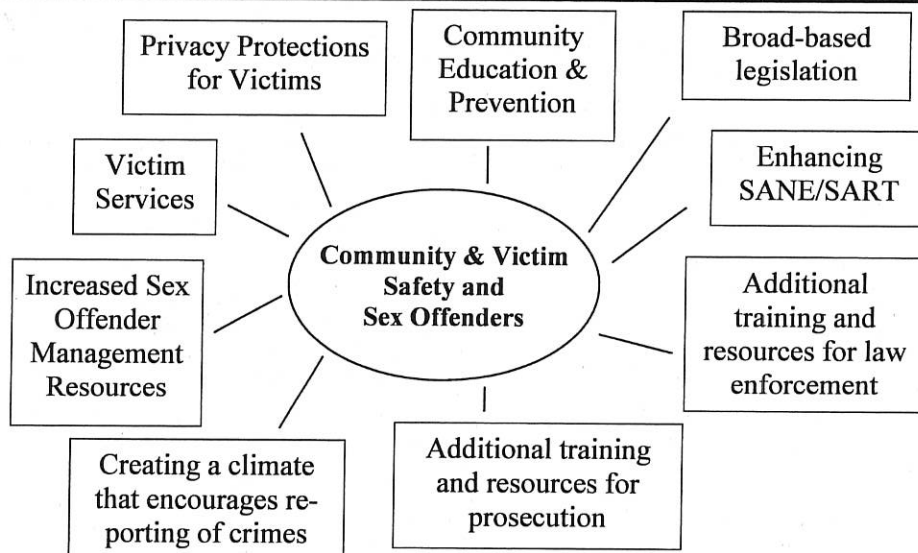 Privacy Protections
for Victims
Community
Education &
Prevention
Broad-based
legislation
Victim
Services
Enhancing
SANE/SART
Community & Victim
Safety and
Sex Offenders
Increased Sex
Offender
Management
Resources
Additional
training and
resources for law
enforcement
Creating a climate
that encourages re-
porting of crimes
Additional training
and resources for
prosecution